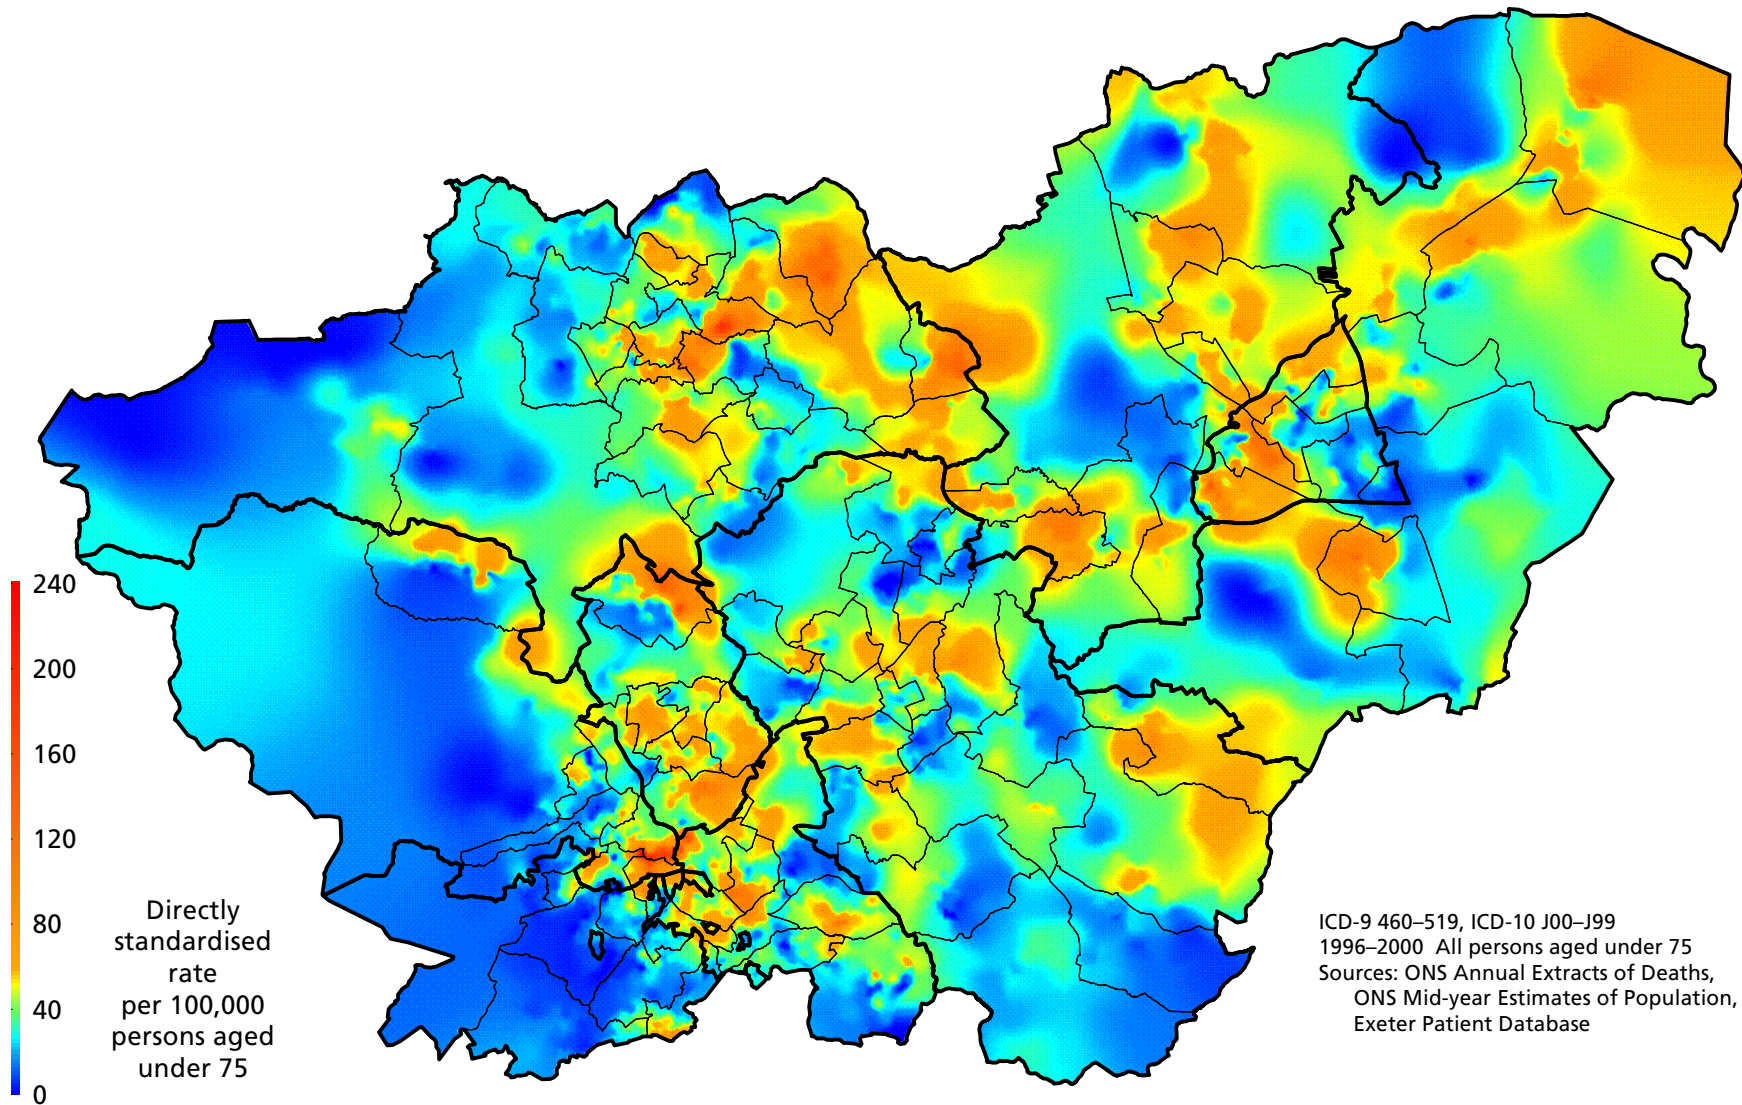 240
200
160
120
80
40
0
Directly
standardised
rate
per 100,000
persons aged
under 75
ICD-9 460–519, ICD-10 J00–J99
1996–2000 All persons aged under 75
Sources: ONS Annual Extracts of Deaths,
ONS Mid-year Estimates of Population,
Exeter Patient Database